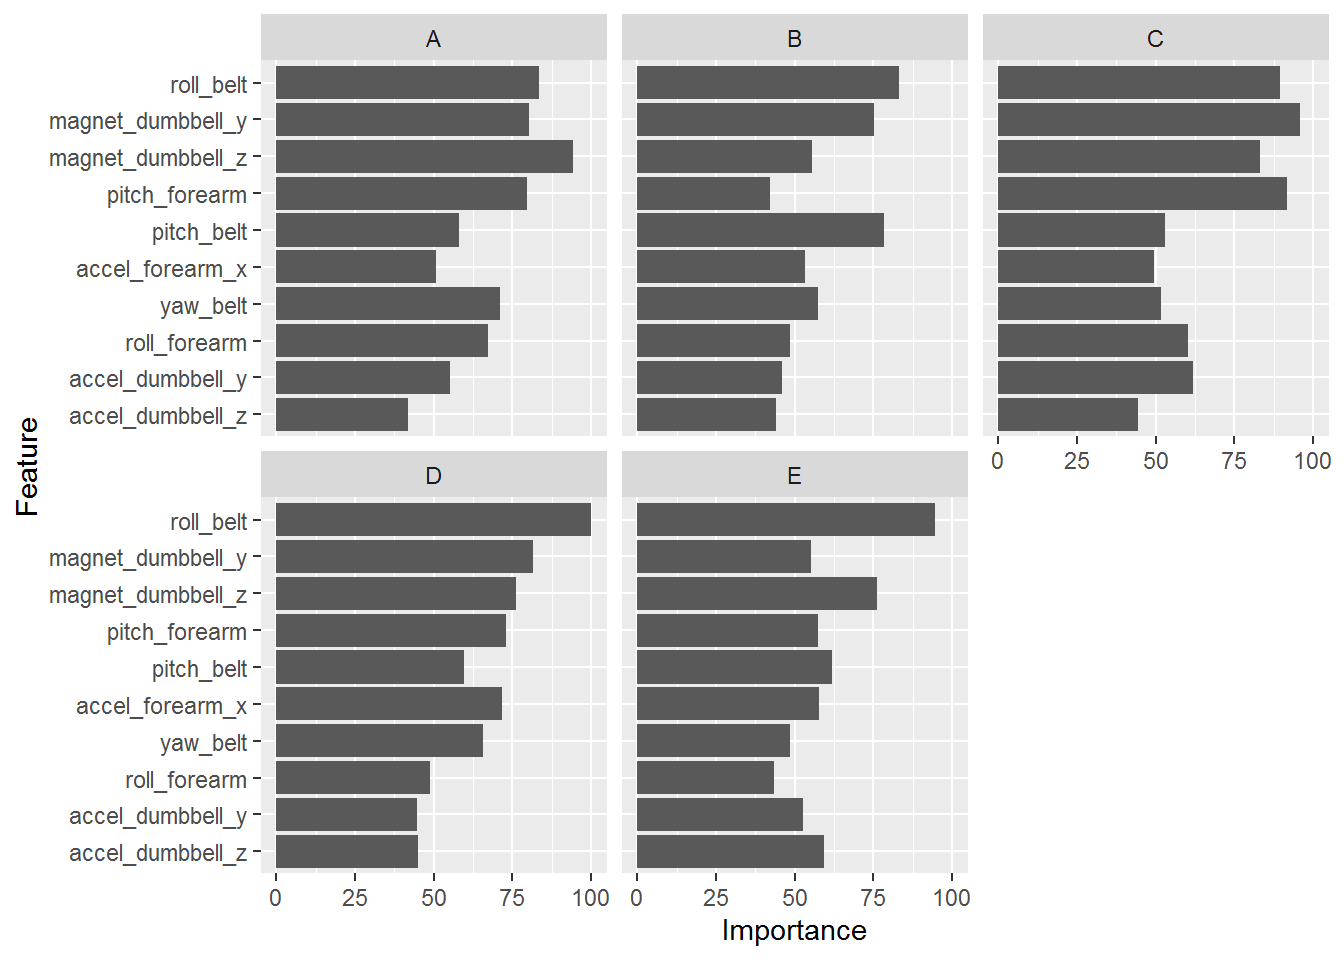 A
B
C
roll_belt
magnet_dumbbell_y
magnet_dumbbell_z
pitch_forearm
pitch_belt
accel_forearm_x
yaw_belt
roll_forearm
accel_dumbbell_y
accel_dumbbell_z
0 25 50 75 100
D
E
roll_belt
magnet_dumbbell_y
magnet_dumbbell_z
pitch_forearm
pitch_belt
accel_forearm_x
yaw_belt
roll_forearm
accel_dumbbell_y
accel_dumbbell_z
0 25 50 75 100
0 25 50 75 100
Importance
Feature